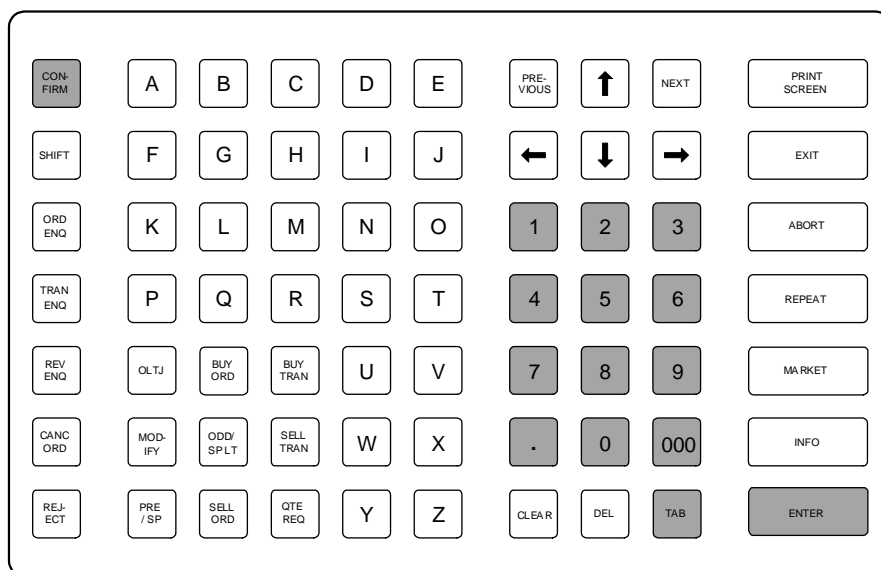 CON-
FIRM
A
B
C
D
E
PRE-
VIOUS
NEXT
PRINT
SCREEN
SHIFT
F
G
H
I
J
EXIT
ORD
ENQ
K
L
M
N
O
1
2
3
ABORT
TRAN
ENQ
P
Q
R
S
T
4
5
6
REPEAT
REV
ENQ
OLTJ
BUY
ORD
BUY
TRAN
U
V
7
8
9
MARKET
CANC
ORD
MOD-
IFY
ODD/
SPLT
SELL
TRAN
W
X
.
0
000
INFO
REJ-
ECT
PRE
/ SP
SELL
ORD
QTE
REQ
Y
Z
CLEAR
DEL
TAB
ENTER